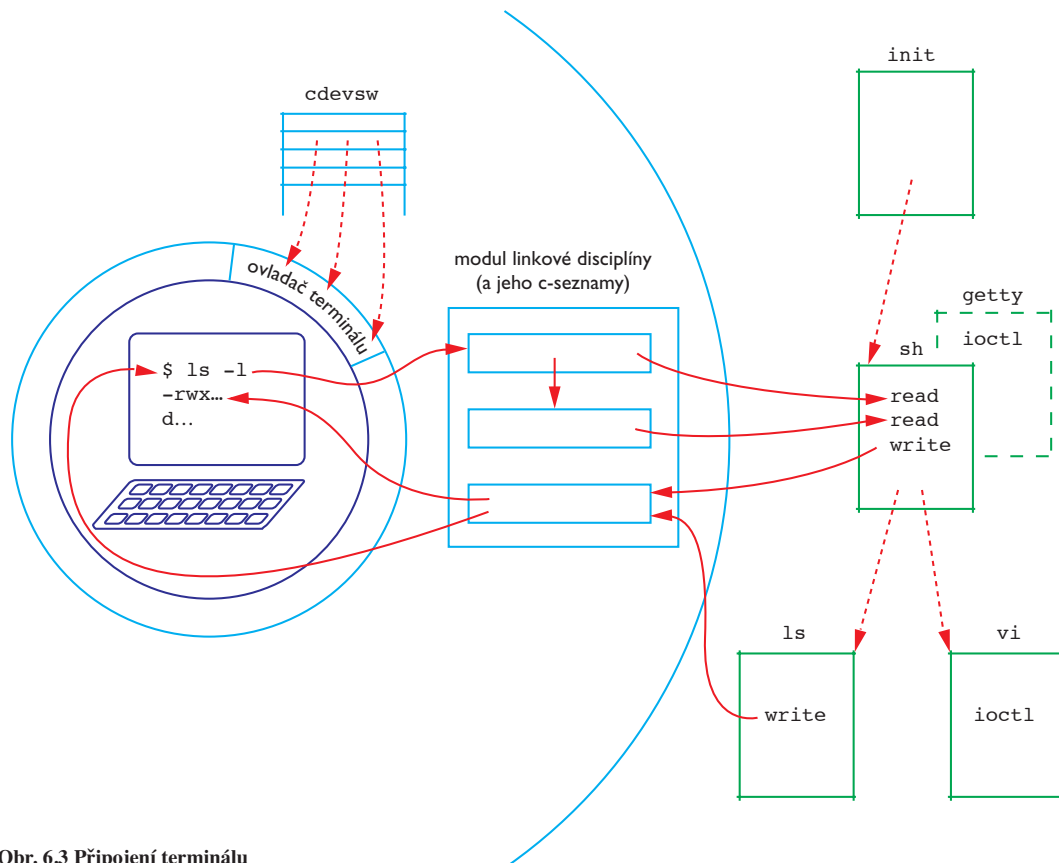 init
cdevsw
modul linkové disciplíny
(a jeho c-seznamy)
ovladač terminálu
getty
ioctl
sh
$ ls -l
-rwx…
d...
read
read
write
ls
vi
write
ioctl
Obr. 6.3 Připojení terminálu